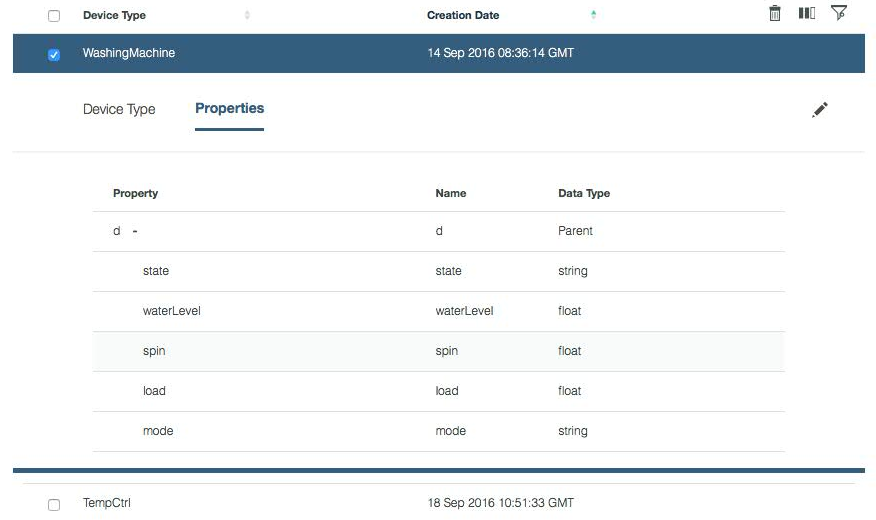 Device Type Creation Date
WashingMachine 14 Sep 2016 08:36:14 GMT
Device Type Properties
Property Name Data Type
d - d Parent
state state string
waterLevel waterLevel float
spin spin float
load load float
mode mode string
TempCtrl 18 Sep 2016 10:51:33 GMT